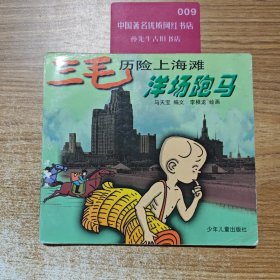 009
中国著名优质网红书店
孙先生古旧书店
三毛 历险上海滩
洋场跑马
马天宝 编文 李根龙 绘画
少年儿童出版社